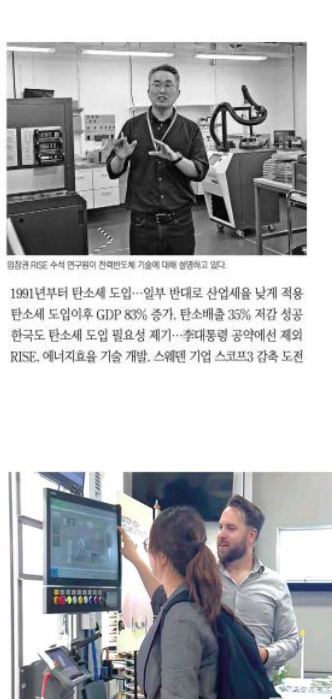 임장권 RISE 수석 연구원이 전력반도체 기술에 대해 설명하고 있다.
1991년부터 탄소세 도입…일부 반대로 산업세율 낮게 적용
탄소세 도입이후 GDP 83% 증가, 탄소배출 35% 저감 성공
한국도 탄소세 도입 필요성 제기…李대통령 공약에선 제외
RISE, 에너지효율 기술 개발, 스웨덴 기업 스코프3 감축 도전